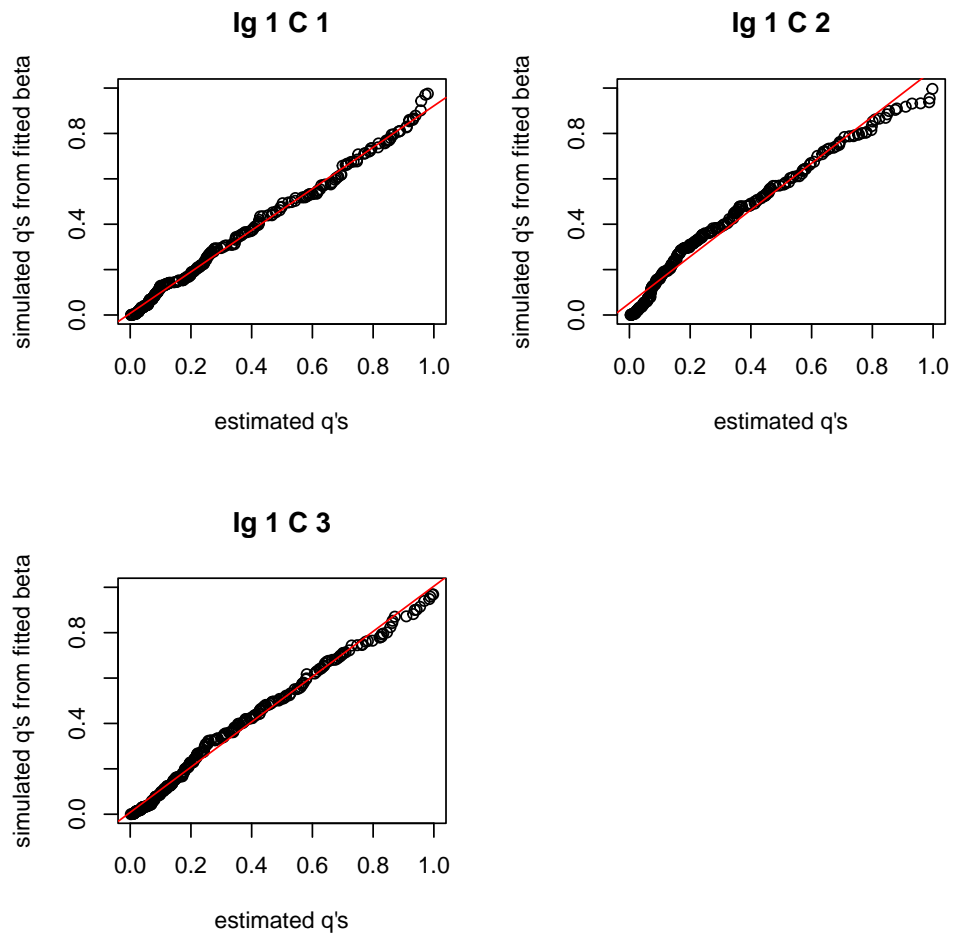 Ig 1 C 1
simulated q's from fitted beta
0.0 0.4 0.8
0.0 0.2 0.4 0.6 0.8 1.0
estimated q's
Ig 1 C 2
simulated q's from fitted beta
0.0 0.4 0.8
0.0 0.2 0.4 0.6 0.8 1.0
estimated q's
Ig 1 C 3
simulated q's from fitted beta
0.0 0.4 0.8
0.0 0.2 0.4 0.6 0.8 1.0
estimated q's